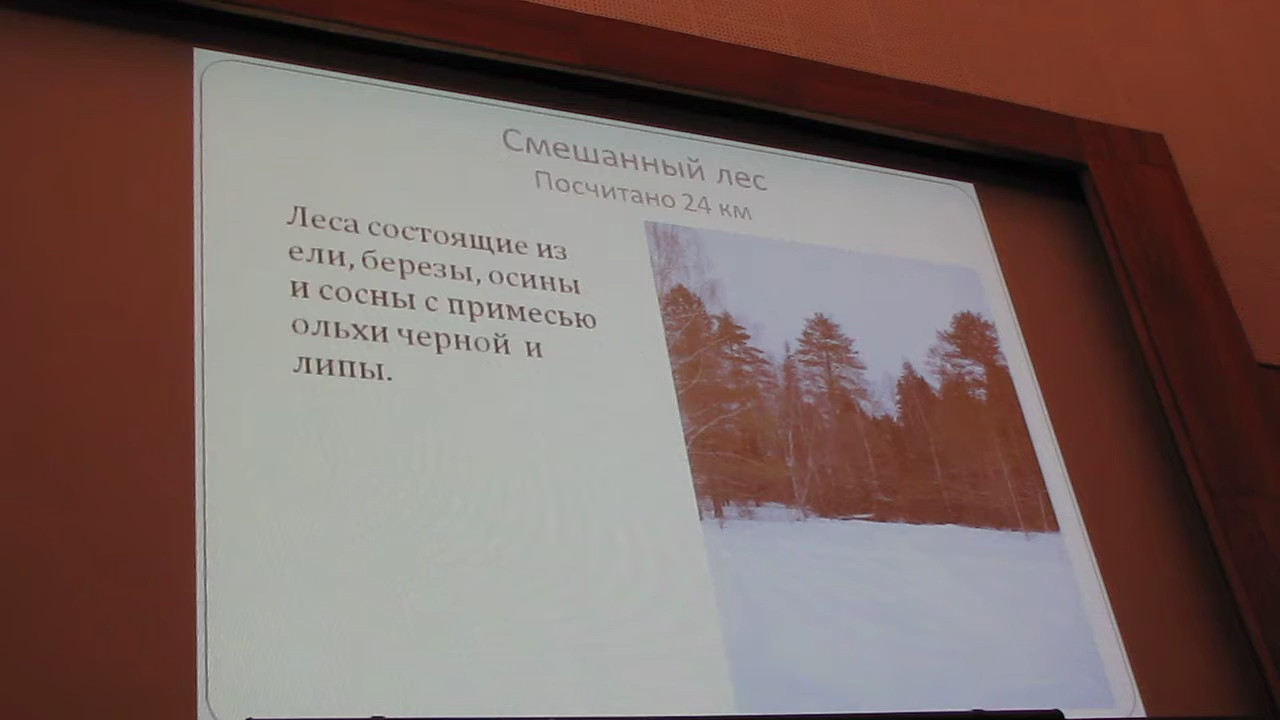 Смешанный лес
Посчитано 24 км
Леса состоящие из
ели, березы, осины
и сосны с примесью
ольхи черной и
липы.